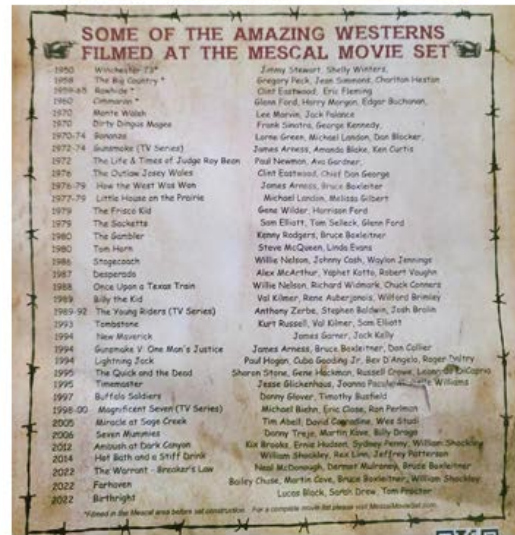 SOME OF THE AMAZING WESTERNS
FILMED AT THE MESCAL MOVIE SET
1950 Winchester 73* Jimmy Stewart, Shelly Winters,
1958 The Big Country * Gregory Peck, Jean Simmons, Charlton Heston
1959-65 Rawhide * Clint Eastwood, Eric Fleming
1960 Cimmaron * Glenn Ford, Harry Morgan, Edgar Buchanan,
1970 Monte Walsh Lee Marvin, Jack Palance
1970 Dirty Dingus Magee Frank Sinatra, George Kennedy,
1970-74 Bonanza Lorne Green, Michael Landon, Dan Blocker,
1972-74 Gunsmoke (TV Series) James Arness, Amanda Blake, Ken Curtis
1972 The Life & Times of Judge Roy Bean Paul Newman, Ava Gardner,
1976 The Outlaw Josey Wales Clint Eastwood, Chief Dan George
1976-79 How the West Was Won James Arness, Bruce Boxleiter
1977-79 Little House on the Prairie Michael Landon, Melissa Gilbert
1979 The Frisco Kid Gene Wilder, Harrison Ford
1979 The Sacketts Sam Elliott, Tom Selleck, Glenn Ford
1980 The Gambler Kenny Rodgers, Bruce Boxleitner
1980 Tom Horn Steve McQueen, Linda Evans
1986 Stagecoach Willie Nelson, Johnny Cash, Waylon Jennings
1987 Desperado Alex McArthur, Yaphet Kotto, Robert Vaughn
1988 Once Upon a Texas Train Willie Nelson, Richard Widmark, Chuck Conners
1989 Billy the Kid Val Kilmer, Rene Auberjonois, Wilford Brimley
1989-92 The Young Riders (TV Series) Anthony Zerbe, Stephen Baldwin, Josh Brolin
1993 Tombstone Kurt Russell, Val Kilmer, Sam Elliott
1994 New Maverick James Garner, Jack Kelly
1994 Gunsmoke V: One Man's Justice James Arness, Bruce Boxleitner, Dan Collier
1994 Lightning Jack Paul Hogan, Cuba Gooding Jr, Bev D'Angelo, Roger Daltry
1995 The Quick and the Dead Sharon Stone, Gene Hackman, Russell Crowe, Leonardo DiCaprio
1995 Timemaster Jesse Glickenhaus, Joanna Pacula, Williams
1997 Buffalo Soldiers Danny Glover, Timothy Busfield
1998-00 Magnificent Seven (TV Series) Michael Biehn, Eric Close, Ron Perlman
2005 Miracle at Sage Creek Tim Abell, David Carradine, Wes Studi
2006 Seven Mummies Danny Trejo, Martin Kove, Billy Drago
2012 Ambush at Dark Canyon Kix Brooks, Ernie Hudson, Sydney Penny, William Shockley
2014 Hot Bath and a Stiff Drink William Shockley, Rex Linn, Jeffrey Patterson
2022 The Warrant - Breaker's Law Neal McDonough, Dermot Mulroney, Bruce Boxleitner
2022 Farhaven Bailey Chase, Martin Cove, Bruce Boxleitner, William Shockley
2022 Birthright Lucas Black, Sarah Drew, Tom Proctor
*Filmed in the Mescal area before set construction. For a complete movie list please visit MescalMovieSet.com